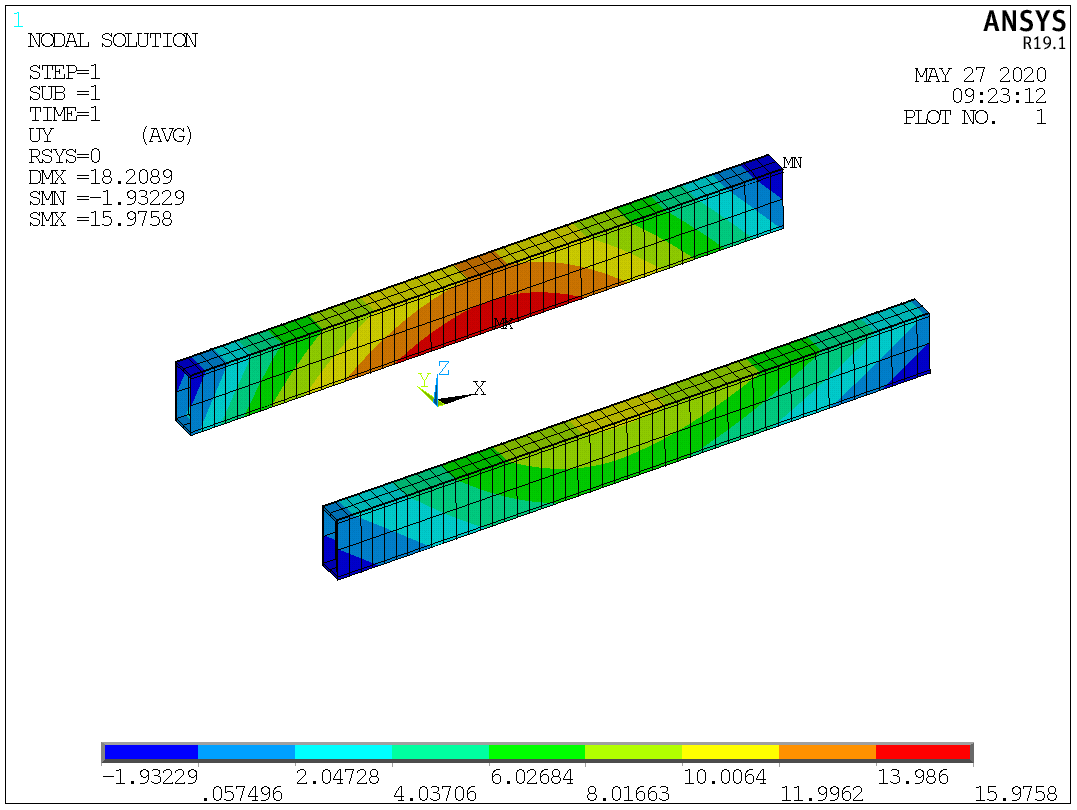 1
NODAL SOLUTION
STEP=1
SUB =1
TIME=1
UY (AVG)
RSYS=0
DMX =18.2089
SMN =-1.93229
SMX =15.9758
ANSYS
R19.1
MAY 27 2020
09:23:12
PLOT NO. 1
MN
MX
Z
Y
X
-1.93229 2.04728 6.02684 10.0064 13.986
.057496 4.03706 8.01663 11.9962 15.9758